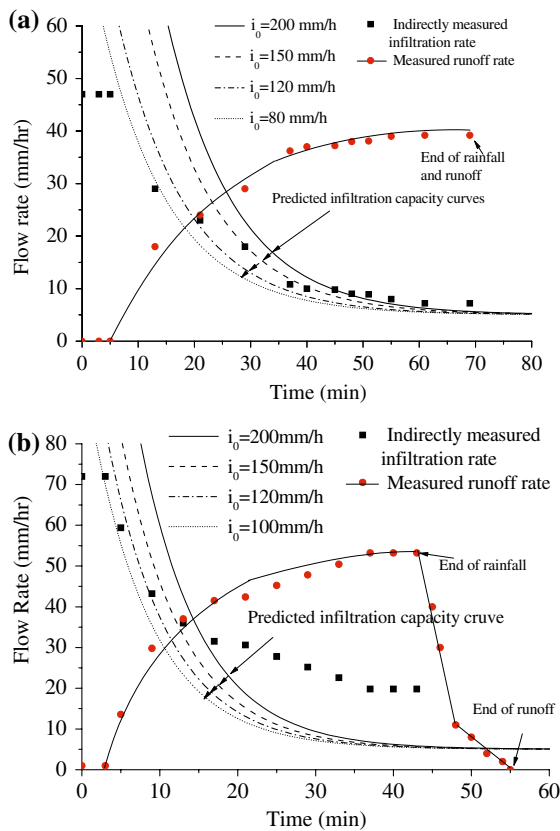 (a)
60
50
40
30
20
10
0
Flow rate (mm/hr)
i0=200 mm/h
i0=150 mm/h
i0=120 mm/h
i0=80 mm/h
Indirectly measured
infiltration rate
Measured runoff rate
End of rainfall
and runoff
Predicted infiltration capacity curves
0 10 20 30 40 50 60 70 80
Time (min)
(b)
80
70
60
50
40
30
20
10
0
Flow Rate (mm/hr)
i0=200mm/h
i0=150mm/h
i0=120mm/h
i0=100mm/h
Indirectly measured
infiltration rate
Measured runoff rate
End of rainfall
Predicted infiltration capacity cruve
End of runoff
0 10 20 30 40 50 60
Time (min)